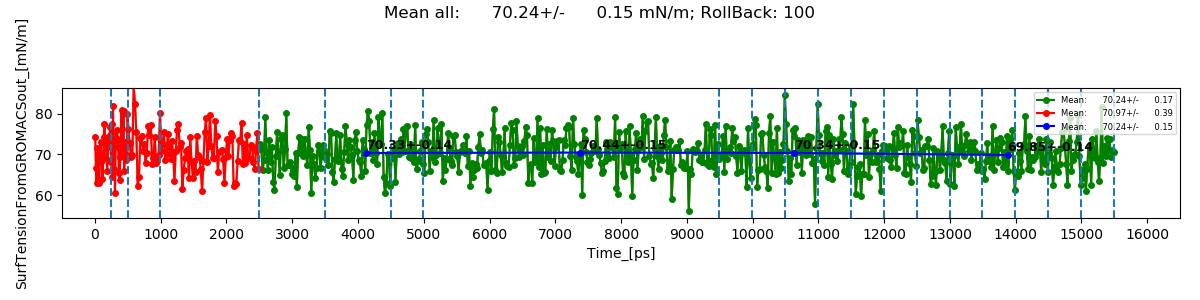 Mean all:      70.24+/-      0.15 mN/m; RollBack: 100
SurfTensionFromGROMACSout_[mN/m]
80
70
60
70.33+-0.14
70.44+-0.15
70.34+-0.15
69.85+-0.14
Mean:      70.24+/-      0.17
Mean:      70.97+/-      0.39
Mean:      70.24+/-      0.15
0 1000 2000 3000 4000 5000 6000 7000 8000 9000 10000 11000 12000 13000 14000 15000 16000
Time_[ps]